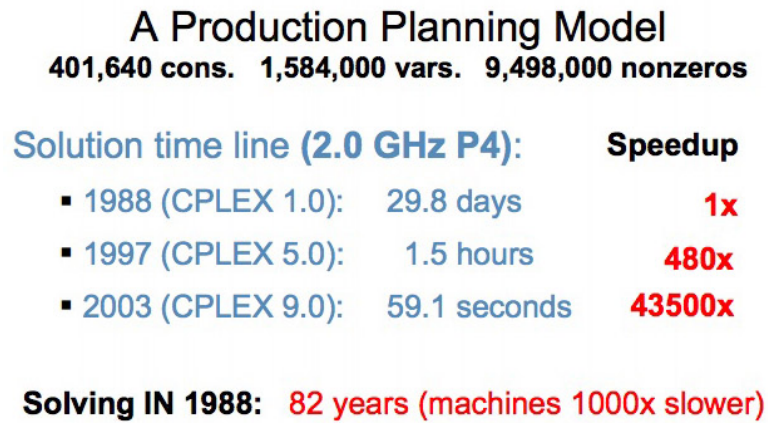 A Production Planning Model
401,640 cons. 1,584,000 vars. 9,498,000 nonzeros
Solution time line (2.0 GHz P4): Speedup
▪ 1988 (CPLEX 1.0): 29.8 days 1x
▪ 1997 (CPLEX 5.0): 1.5 hours 480x
▪ 2003 (CPLEX 9.0): 59.1 seconds 43500x
Solving IN 1988: 82 years (machines 1000x slower)